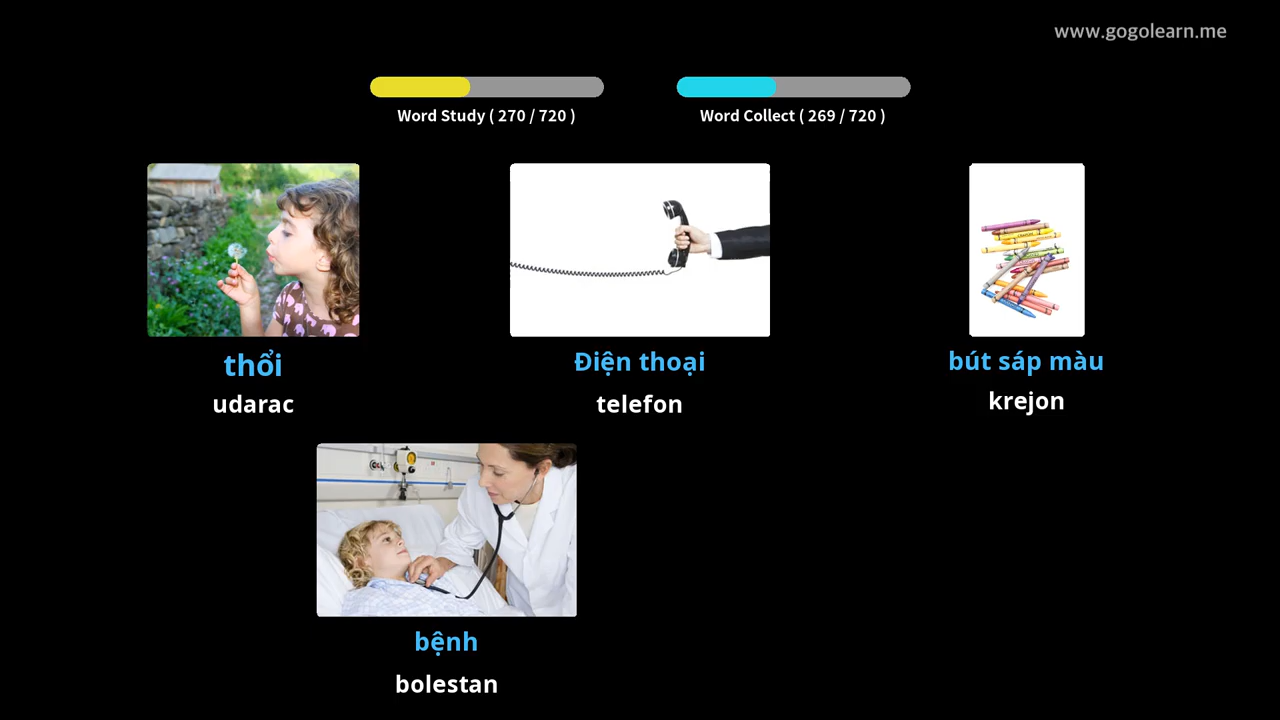 www.gogolearn.me
Word Study ( 270 / 720 )
Word Collect ( 269 / 720 )
thổi
udarac
Điện thoại
telefon
bút sáp màu
krejon
bệnh
bolestan